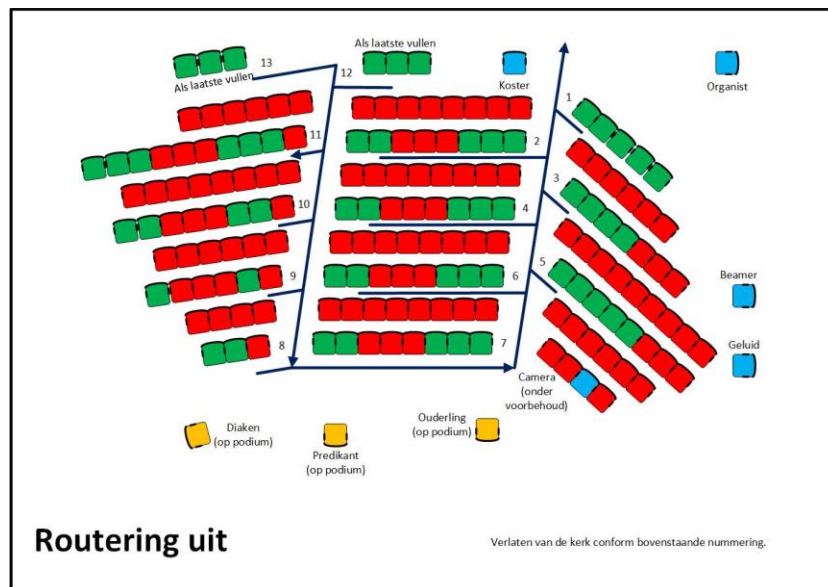 Als laatste vullen
13
Als laatste vullen
12
Koster
Organist
1
11
2
3
10
4
5
9
6
Beamer
8
7
Geluid
Camera
(onder
voorbehoud)
Diaken
(op podium)
Predikant
(op podium)
Ouderling
(op podium)
Routering uit
Verlaten van de kerk conform bovenstaande nummering.